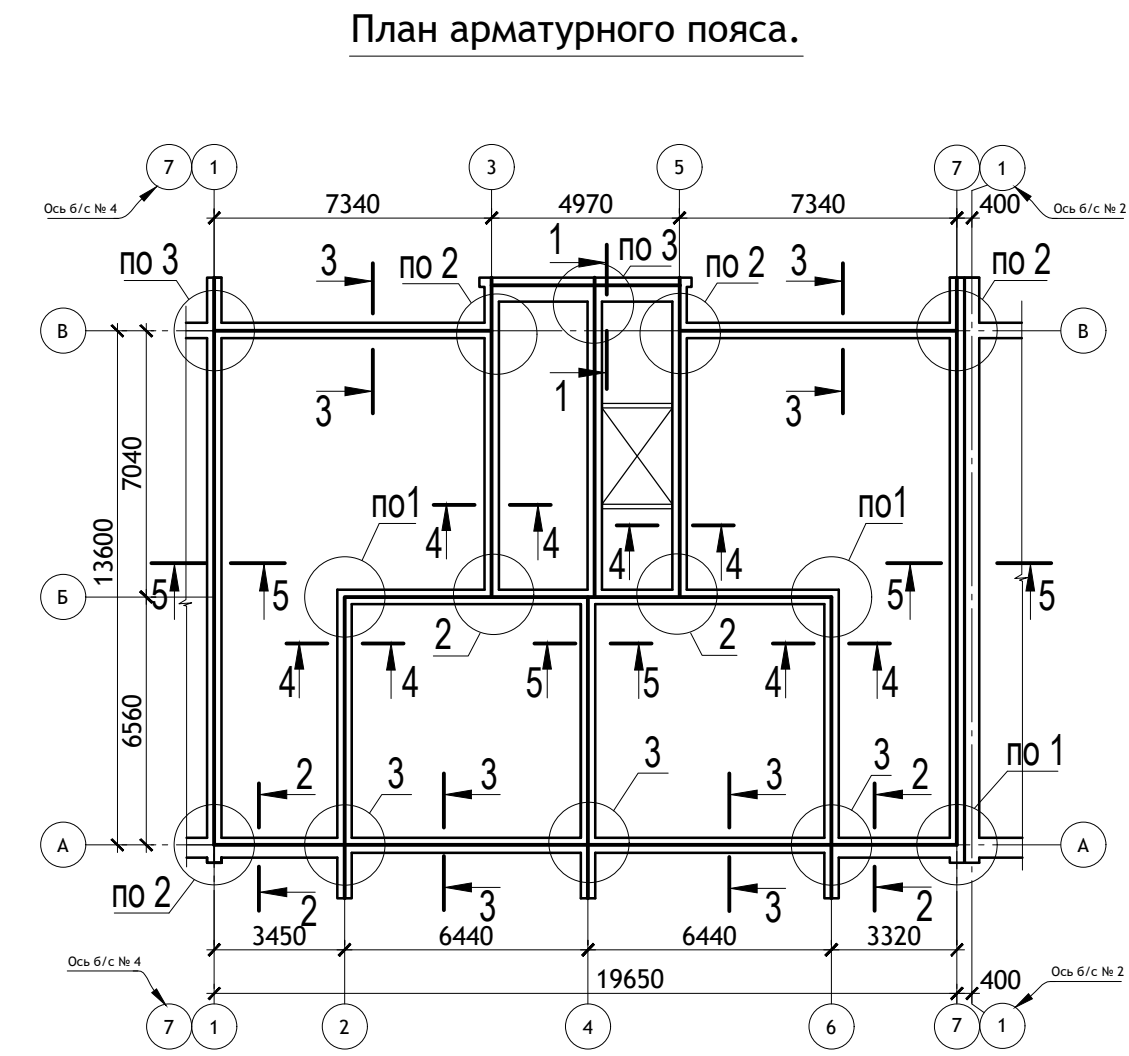 План арматурного пояса.
7 1 3 5 7 1
Ось б/с № 4 7340 4970 7340 400 Ось б/с № 2
по 3 3 по 2 1 по 3 по 2 3 по 2
В В
3 1 3
7040
13600
по1 по1
4 4 4 4
5 5 5 5
Б
2 2
4 4 5 5 4 4
6560
2 3 3 3 3 3 2 по 1
А А
по 2 2 3 3 2
3450 6440 6440 3320
Ось б/с № 4 19650 400 Ось б/с № 2
7 1 2 4 6 7 1